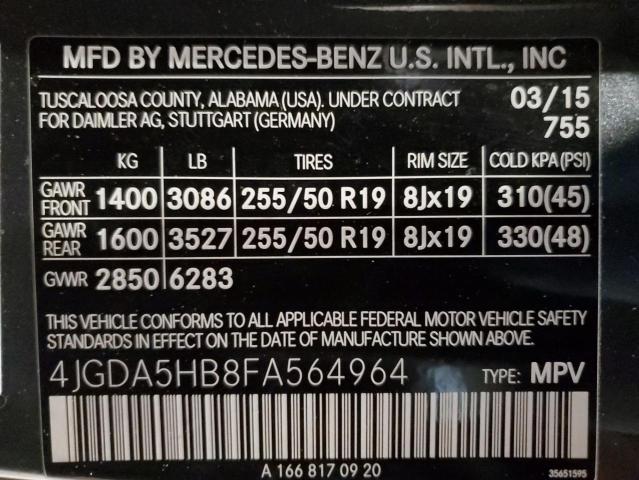 MFD BY MERCEDES-BENZ U.S. INTL., INC
TUSCALOOSA COUNTY, ALABAMA (USA). UNDER CONTRACT 03/15
FOR DAIMLER AG, STUTTGART (GERMANY) 755
KG LB TIRES RIM SIZE COLD KPA(PSI)
GAWR FRONT 1400 3086 255/50 R19 8Jx19 310(45)
GAWR REAR 1600 3527 255/50 R19 8Jx19 330(48)
GVWR 2850 6283
THIS VEHICLE CONFORMS TO ALL APPLICABLE FEDERAL MOTOR VEHICLE SAFETY
STANDARDS IN EFFECT ON THE DATE OF MANUFACTURE SHOWN ABOVE.
4JGDA5HB8FA564964 TYPE: MPV
A 166 817 09 20 35651595